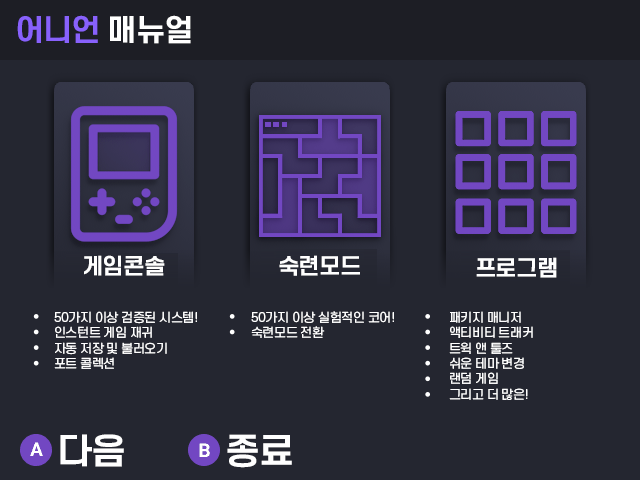 어니언 매뉴얼
게임콘솔
• 50가지 이상 검증된 시스템!
• 인스턴트 게임 재귀
• 자동 저장 및 불러오기
• 포트 콜렉션
숙련모드
• 50가지 이상 실험적인 코어!
• 숙련모드 전환
프로그램
• 패키지 매니저
• 액티비티 트래커
• 트윅 앤 툴즈
• 쉬운 테마 변경
• 랜덤 게임
• 그리고 더 많은!
A 다음
B 종료